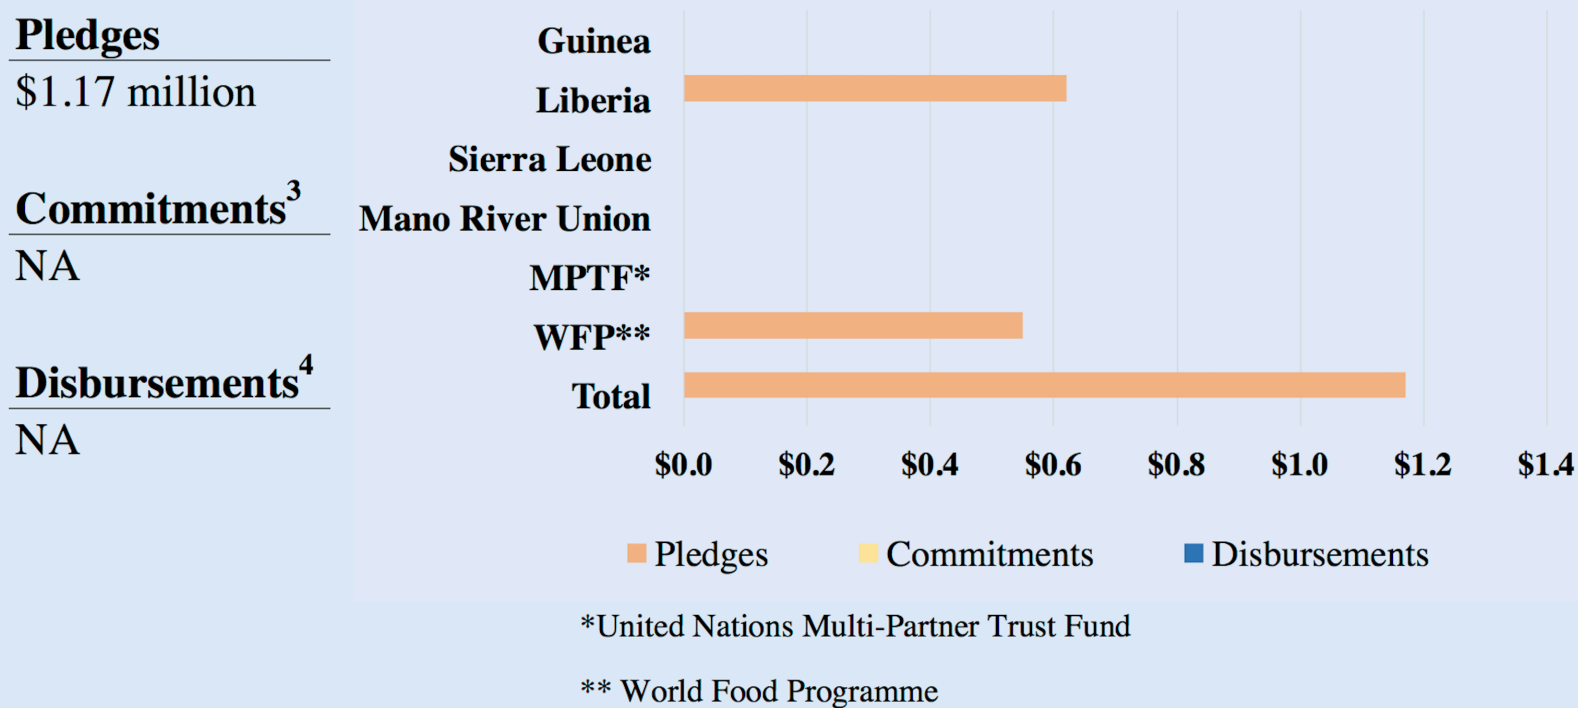 Pledges
$1.17 million
Commitments3
NA
Disbursements4
NA
Guinea
Liberia
Sierra Leone
Mano River Union
MPTF*
WFP**
Total
$0.0 $0.2 $0.4 $0.6 $0.8 $1.0 $1.2 $1.4
Pledges Commitments Disbursements
*United Nations Multi-Partner Trust Fund
** World Food Programme